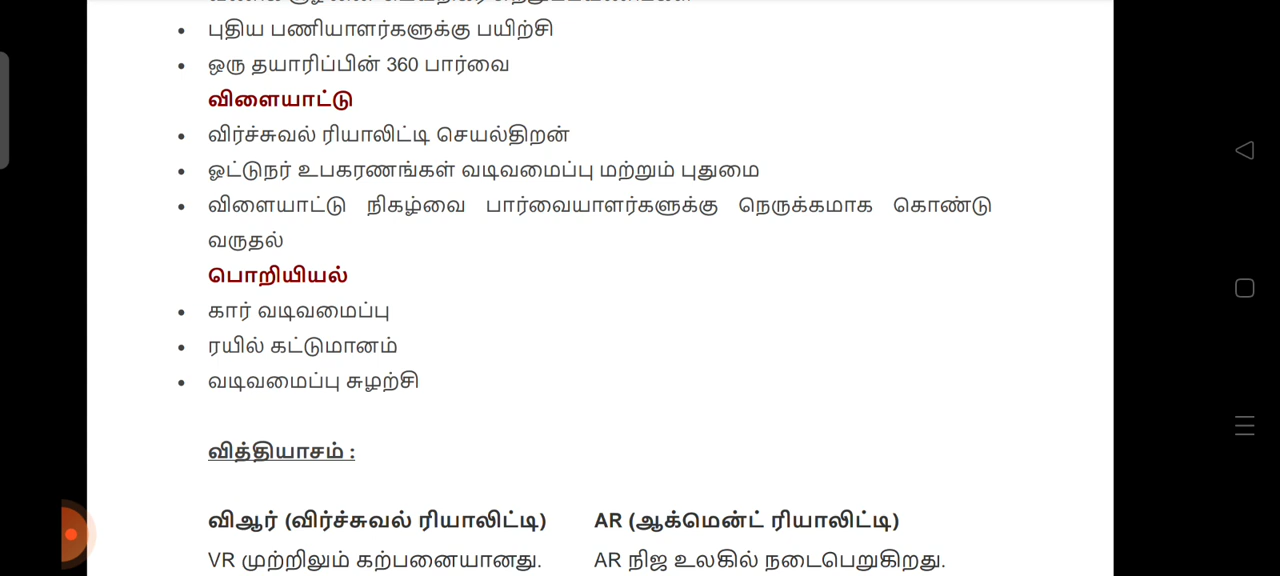 புதிய பணியாளர்களுக்கு பயிற்சி
ஒரு தயாரிப்பின் 360 பார்வை
விளையாட்டு
விர்ச்சுவல் ரியாலிட்டி செயல்திறன்
ஓட்டுநர் உபகரணங்கள் வடிவமைப்பு மற்றும் புதுமை
விளையாட்டு நிகழ்வை பார்வையாளர்களுக்கு நெருக்கமாக கொண்டு
வருதல்
பொறியியல்
கார் வடிவமைப்பு
ரயில் கட்டுமானம்
வடிவமைப்பு சுழற்சி
வித்தியாசம் :
விஆர் (விர்ச்சுவல் ரியாலிட்டி) AR (ஆக்மென்ட் ரியாலிட்டி)
VR முற்றிலும் கற்பனையானது. AR நிஜ உலகில் நடைபெறுகிறது.